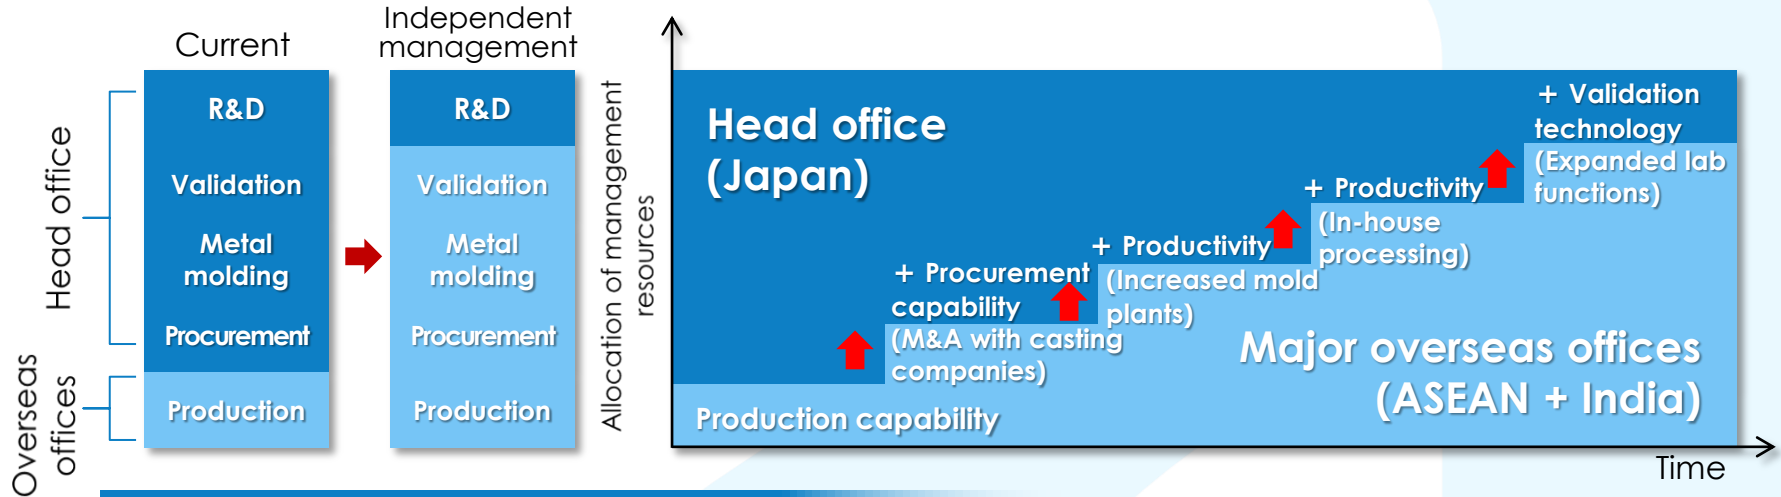 Current
Independent
management
Head office
Overseas
offices
R&D
Validation
Metal
molding
Procurement
Production
R&D
Validation
Metal
molding
Procurement
Production
Allocation of management
resources
Head office
(Japan)
+ Validation
technology
(Expanded lab
functions)
+ Productivity
(In-house
processing)
+ Productivity
(Increased mold
plants)
+ Procurement
capability
(M&A with casting
companies)
Major overseas offices
(ASEAN + India)
Production capability
Time